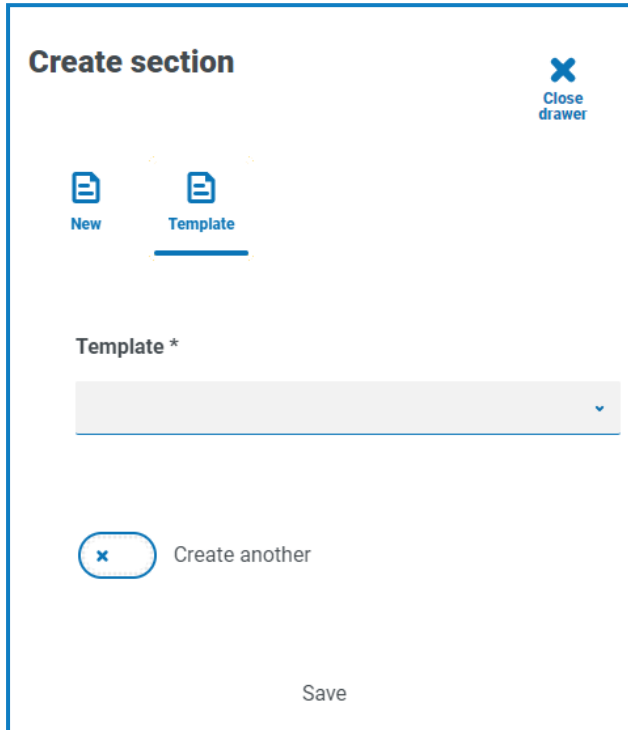 Create section
Close
drawer
New
Template
Template *
Create another
Save